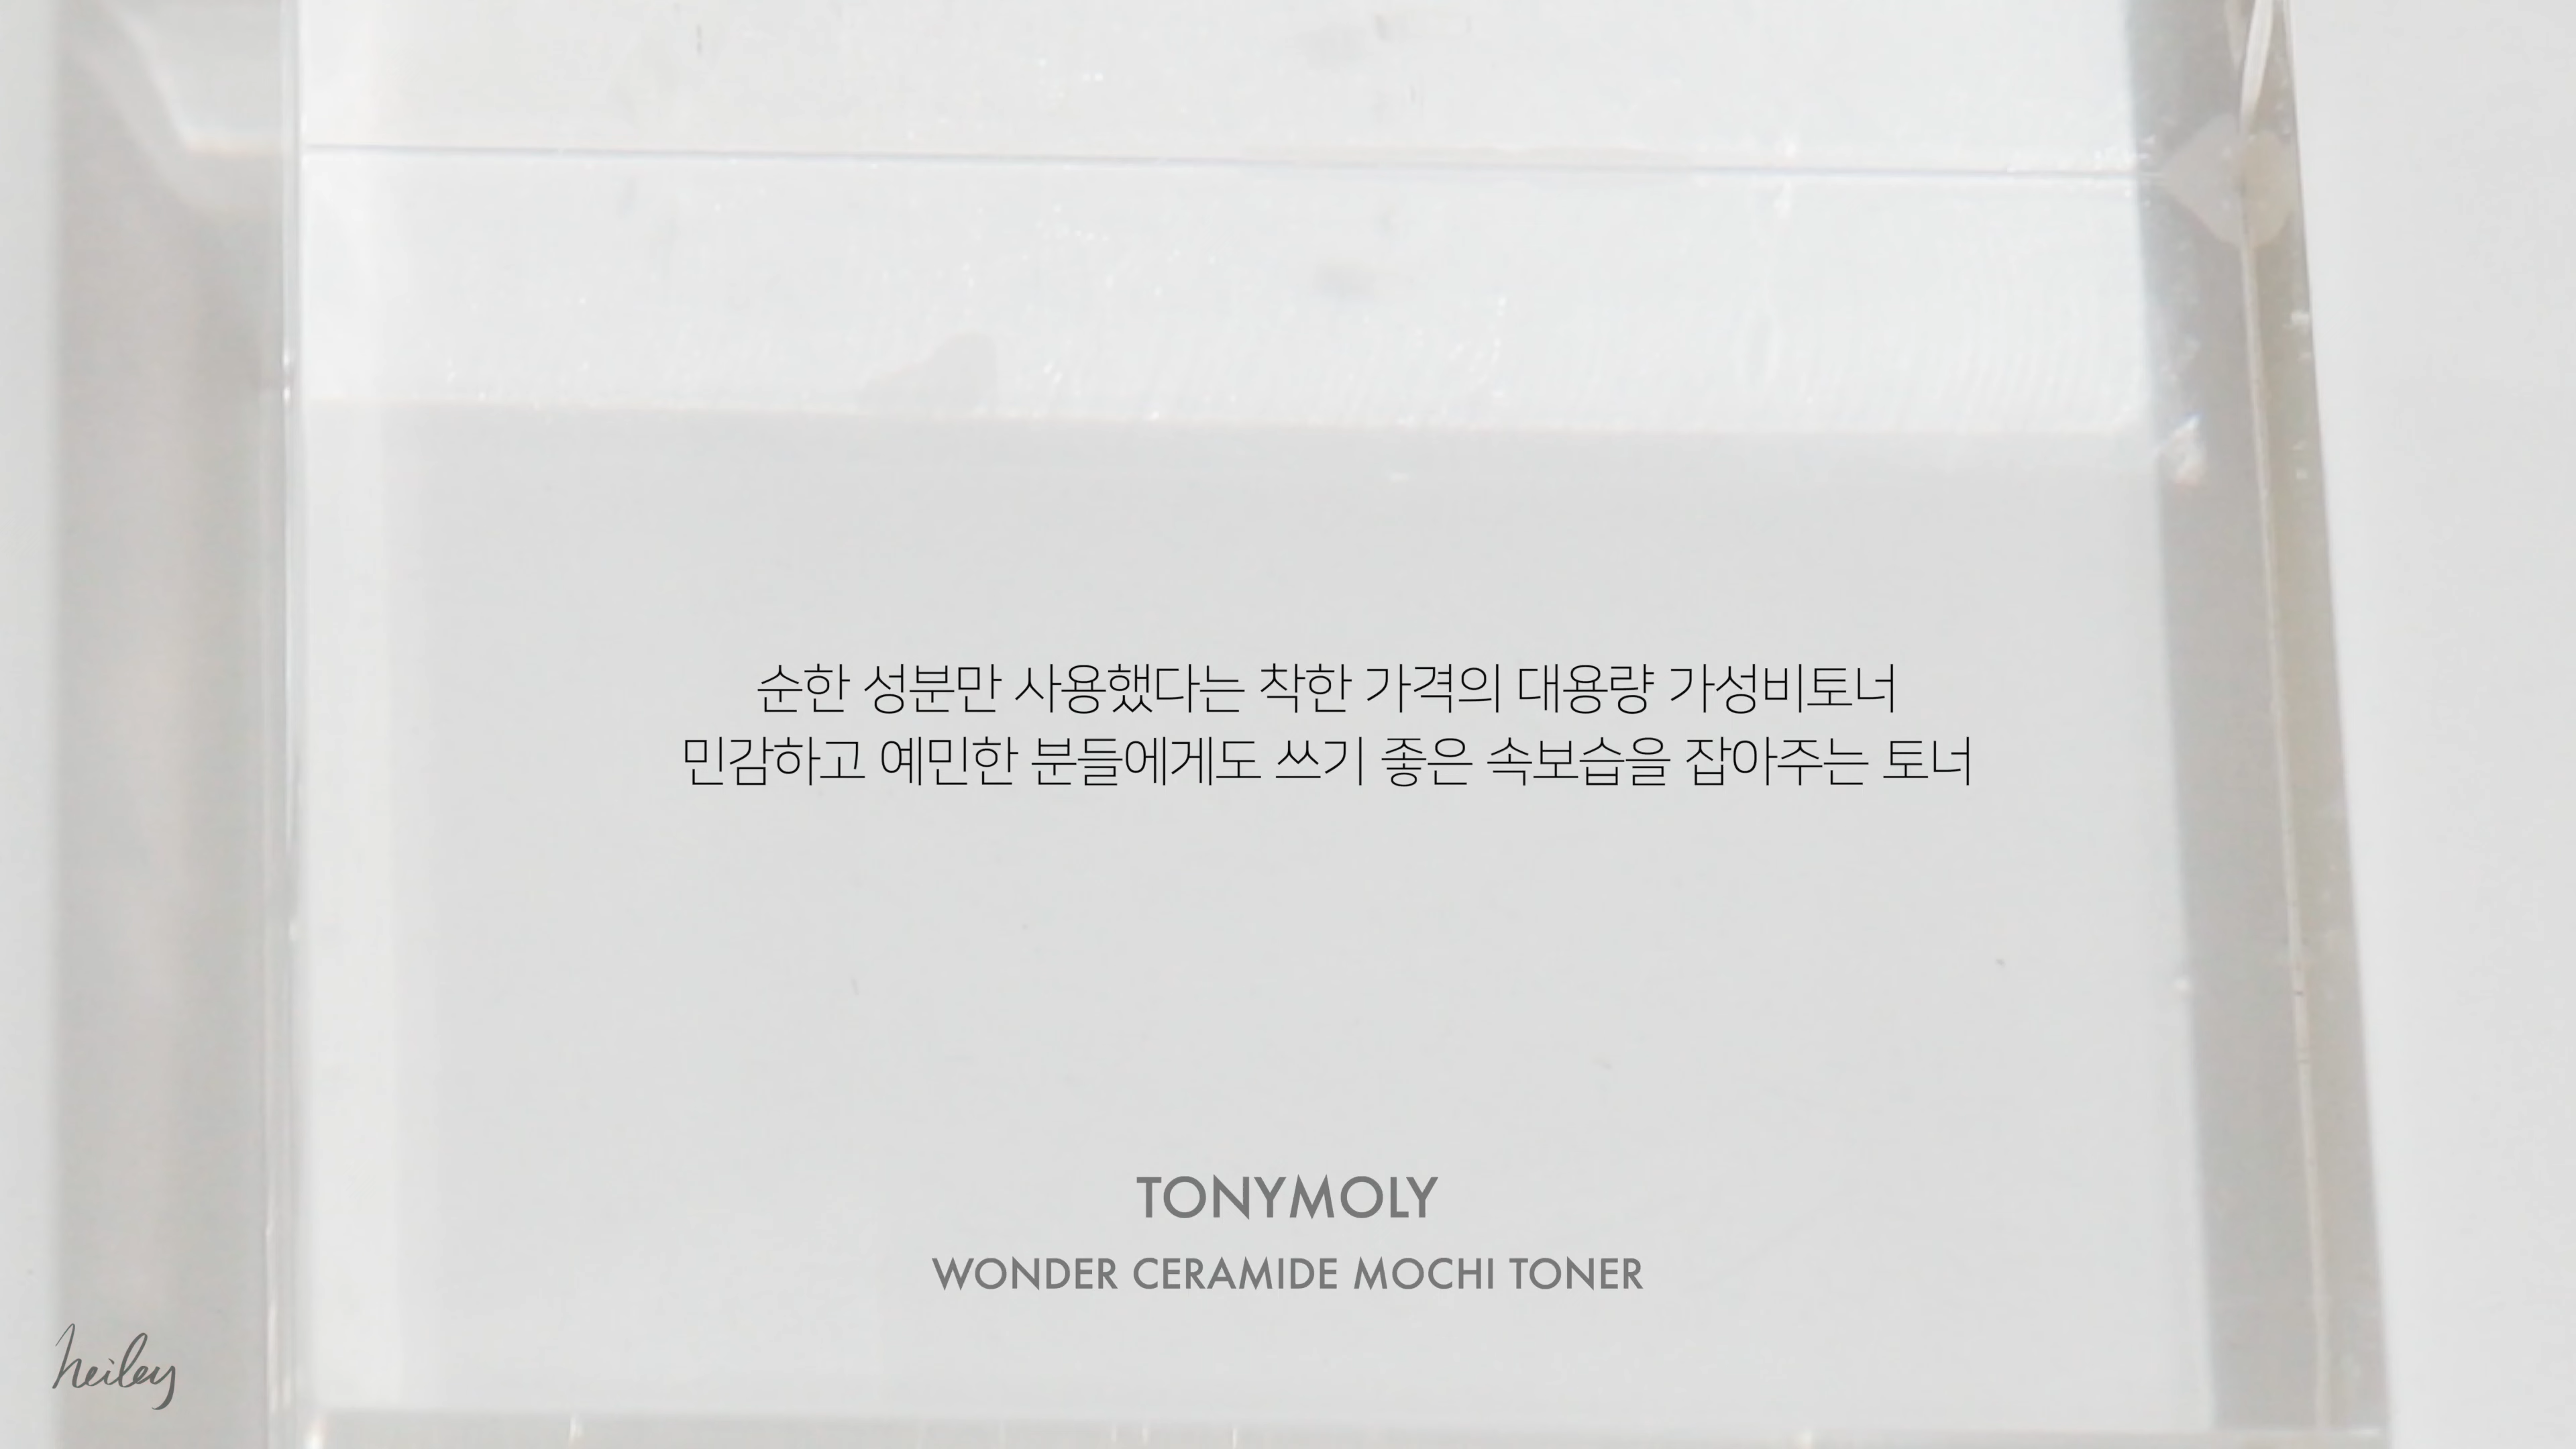 순한 성분만 사용했다는 착한 가격의 대용량 가성비토너
민감하고 예민한 분들에게도 쓰기 좋은 속보습을 잡아주는 토너
TONYMOLY
WONDER CERAMIDE MOCHI TONER
heiley